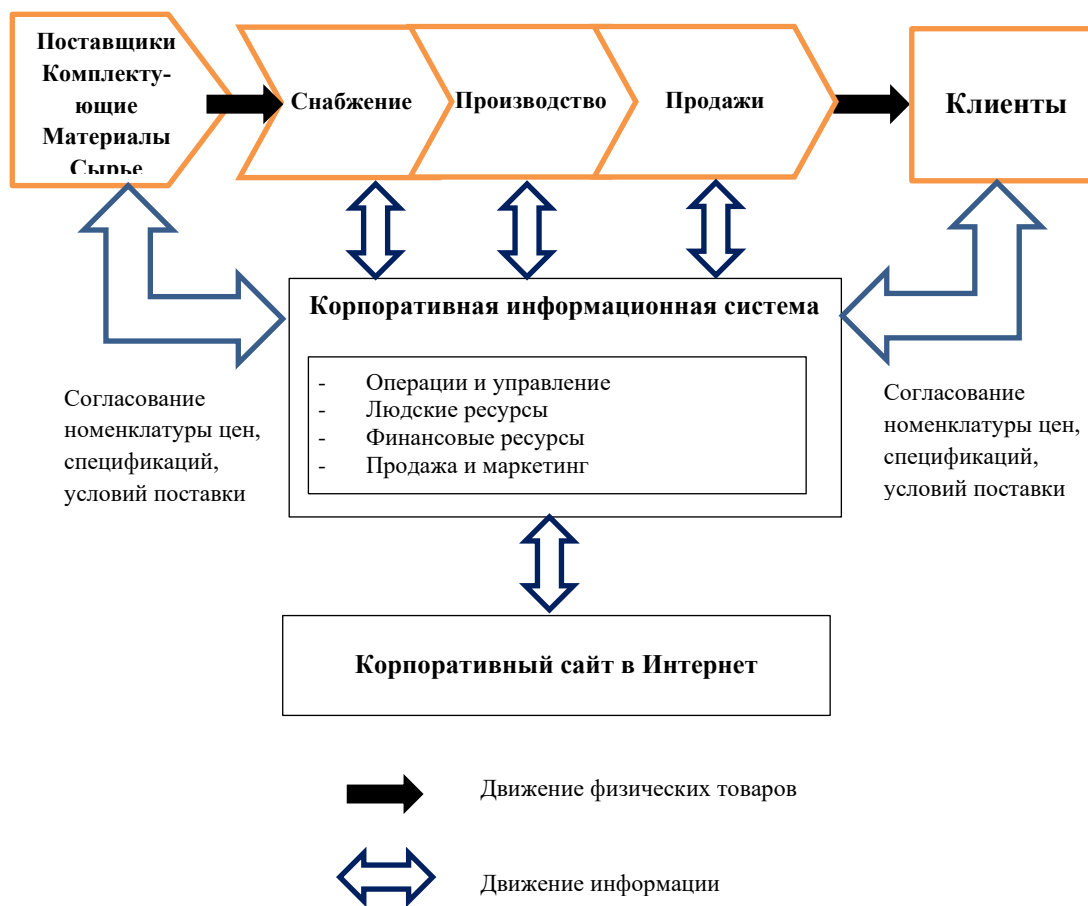 Поставщики
Комплекту-
ющие
Материалы
Сырье
Снабжение
Производство
Продажи
Клиенты
Корпоративная информационная система
- Операции и управление
- Людские ресурсы
- Финансовые ресурсы
- Продажа и маркетинг
Согласование
номенклатуры цен,
спецификаций,
условий поставки
Согласование
номенклатуры цен,
спецификаций,
условий поставки
Корпоративный сайт в Интернет
Движение физических товаров
Движение информации